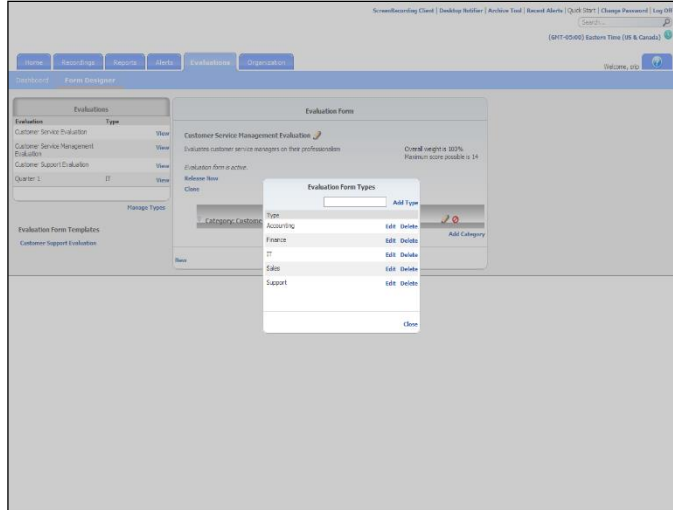 ScreenRecording Client | Desktop Notifier | Archive Tool | Recent Alerts | Quick Start | Change Password | Log Off
Search...
(GMT-05:00) Eastern Time (US & Canada)
Home Recordings Reports Alerts Evaluations Organization
Welcome, pip
Dashboard Form Designer
Evaluations
Evaluation Type
Customer Service Evaluation View
Customer Service Management Evaluation View
Customer Support Evaluation View
Quarter 1 IT View
Manage Types
Evaluation Form Templates
Customer Support Evaluation
Evaluation Form
Customer Service Management Evaluation
Evaluates customer service managers on their professionalism
Overall weight is 100%
Maximum score possible is 14
Evaluation form is active.
Release Now
Clone
Category: Custome
Add Category
New
Evaluation Form Types
Add Type
Type
Accounting Edit Delete
Finance Edit Delete
IT Edit Delete
Sales Edit Delete
Support Edit Delete
Close